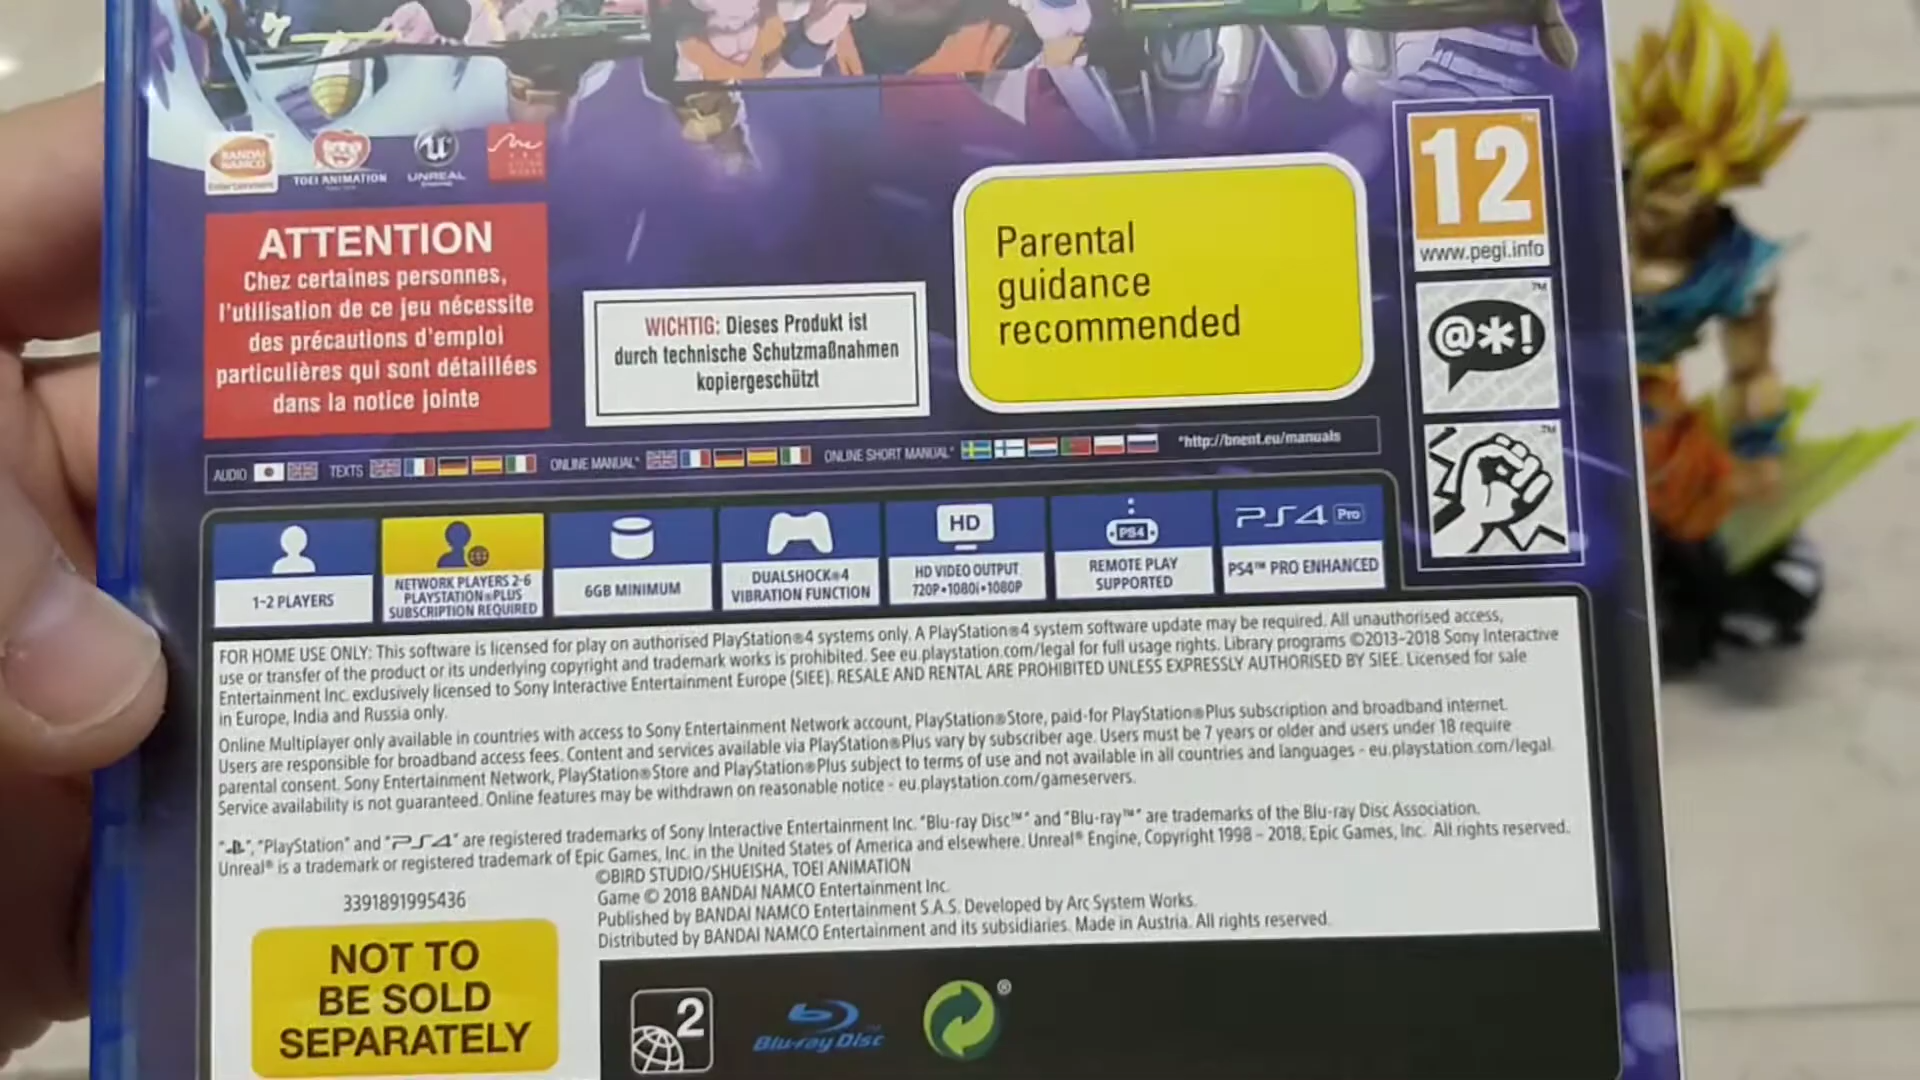 BANDAI
NAMCO
Entertainment
TOEI ANIMATION
UNREAL
12
www.pegi.info
@*!
ATTENTION
Chez certaines personnes,
l'utilisation de ce jeu nécessite
des précautions d'emploi
particulières qui sont détaillées
dans la notice jointe
WICHTIG: Dieses Produkt ist
durch technische Schutzmaßnahmen
kopiergeschützt
Parental
guidance
recommended
AUDIO TEXTS ONLINE MANUAL* ONLINE SHORT MANUAL* *http://bnent.eu/manuals
1-2 PLAYERS
NETWORK PLAYERS 2-6
PLAYSTATION®PLUS
SUBSCRIPTION REQUIRED
6GB MINIMUM
DUALSHOCK®4
VIBRATION FUNCTION
HD
HD VIDEO OUTPUT
720P•1080i•1080P
PS4
REMOTE PLAY
SUPPORTED
PS4 Pro
PS4™ PRO ENHANCED
FOR HOME USE ONLY: This software is licensed for play on authorised PlayStation®4 systems only. A PlayStation®4 system software update may be required. All unauthorised access,
use or transfer of the product or its underlying copyright and trademark works is prohibited. See eu.playstation.com/legal for full usage rights. Library programs ©2013-2018 Sony Interactive
Entertainment Inc. exclusively licensed to Sony Interactive Entertainment Europe (SIEE). RESALE AND RENTAL ARE PROHIBITED UNLESS EXPRESSLY AUTHORISED BY SIEE. Licensed for sale
in Europe, India and Russia only.
Online Multiplayer only available in countries with access to Sony Entertainment Network account, PlayStation®Store, paid-for PlayStation®Plus subscription and broadband internet.
Users are responsible for broadband access fees. Content and services available via PlayStation®Plus vary by subscriber age. Users must be 7 years or older and users under 18 require
parental consent. Sony Entertainment Network, PlayStation®Store and PlayStation®Plus subject to terms of use and not available in all countries and languages - eu.playstation.com/legal.
Service availability is not guaranteed. Online features may be withdrawn on reasonable notice - eu.playstation.com/gameservers.
"", "PlayStation" and "PS4" are registered trademarks of Sony Interactive Entertainment Inc. "Blu-ray Disc™" and "Blu-ray™" are trademarks of the Blu-ray Disc Association.
Unreal® is a trademark or registered trademark of Epic Games, Inc. in the United States of America and elsewhere. Unreal® Engine, Copyright 1998 – 2018, Epic Games, Inc. All rights reserved.
©BIRD STUDIO/SHUEISHA, TOEI ANIMATION
Game © 2018 BANDAI NAMCO Entertainment Inc.
Published by BANDAI NAMCO Entertainment S.A.S. Developed by Arc System Works.
Distributed by BANDAI NAMCO Entertainment and its subsidiaries. Made in Austria. All rights reserved.
3391891995436
NOT TO
BE SOLD
SEPARATELY
2
Blu-ray Disc™
®